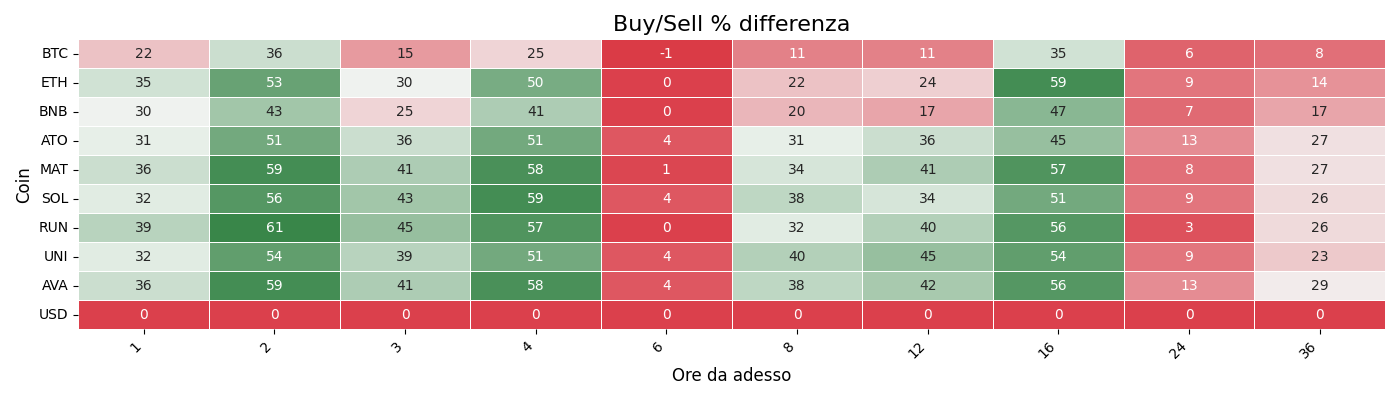 Buy/Sell % differenza
BTC 22 36 15 25 -1 11 11 35 6 8
ETH 35 53 30 50 0 22 24 59 9 14
BNB 30 43 25 41 0 20 17 47 7 17
ATO 31 51 36 51 4 31 36 45 13 27
MAT 36 59 41 58 1 34 41 57 8 27
SOL 32 56 43 59 4 38 34 51 9 26
RUN 39 61 45 57 0 32 40 56 3 26
UNI 32 54 39 51 4 40 45 54 9 23
AVA 36 59 41 58 4 38 42 56 13 29
USD 0 0 0 0 0 0 0 0 0 0
Coin
1 2 3 4 6 8 12 16 24 36
Ore da adesso